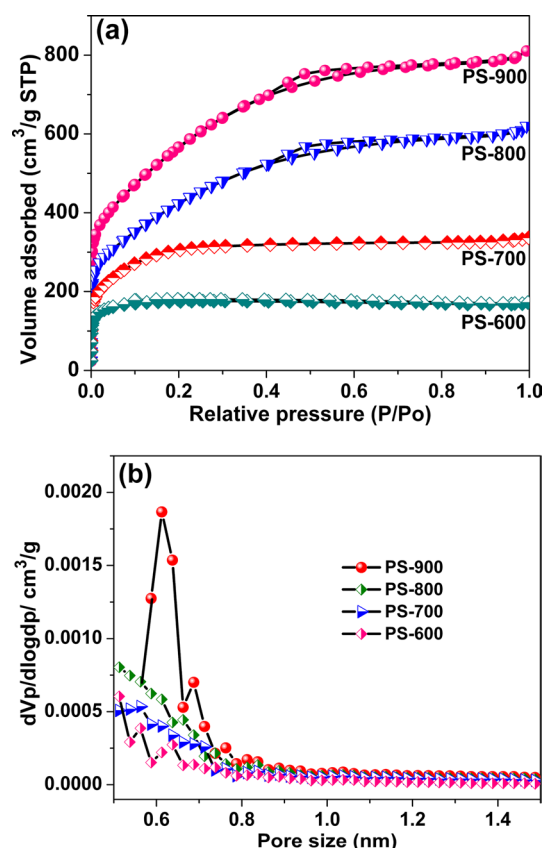 (a)
800
600
400
200
0
PS-900
PS-800
PS-700
PS-600
0.0 0.2 0.4 0.6 0.8 1.0
Volume adsorbed (cm³/g STP)
Relative pressure (P/Po)
(b)
0.0020
0.0015
0.0010
0.0005
0.0000
PS-900
PS-800
PS-700
PS-600
0.6 0.8 1.0 1.2 1.4
dVp/dlogdp/ cm³/g
Pore size (nm)